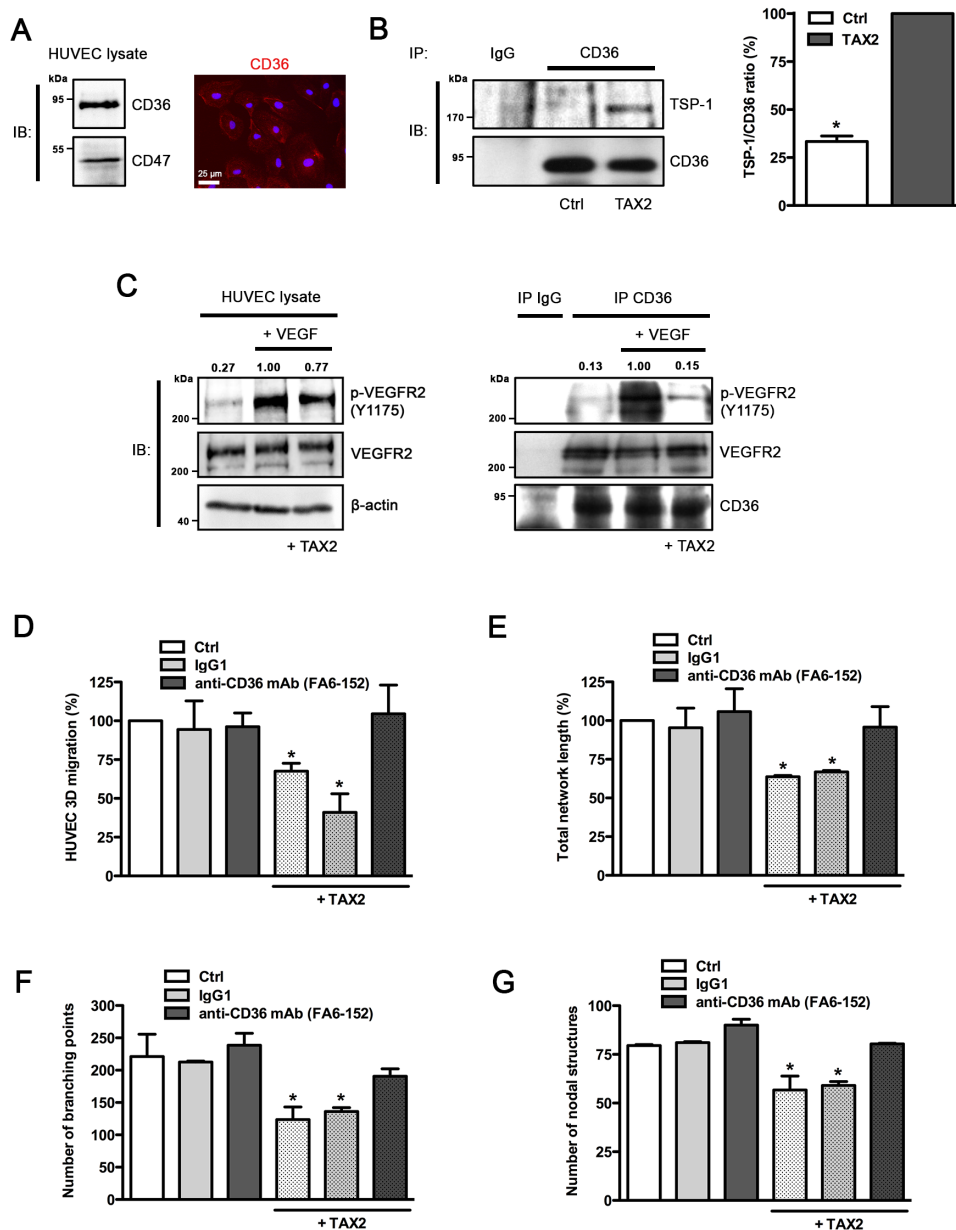 A
HUVEC lysate
kDa
95
CD36
IB:
55
CD47
CD36
25 µm
B
IP:
IgG
CD36
TSP-1
170
IB:
95
CD36
Ctrl
TAX2
Ctrl
TAX2
TSP-1/CD36 ratio (%)
100
75
50
25
0
*
C
HUVEC lysate
+ VEGF
0.27 1.00 0.77
kDa
p-VEGFR2
(Y1175)
200
IB:
VEGFR2
200
β-actin
40
+ TAX2
IP IgG
IP CD36
+ VEGF
0.13 1.00 0.15
kDa
p-VEGFR2
(Y1175)
200
VEGFR2
200
95
CD36
+ TAX2
D
Ctrl
IgG1
anti-CD36 mAb (FA6-152)
HUVEC 3D migration (%)
125
100
75
50
25
0
* *
+ TAX2
E
Ctrl
IgG1
anti-CD36 mAb (FA6-152)
Total network length (%)
125
100
75
50
25
0
* *
+ TAX2
F
Ctrl
IgG1
anti-CD36 mAb (FA6-152)
Number of branching points
300
250
200
150
100
50
0
* *
+ TAX2
G
Ctrl
IgG1
anti-CD36 mAb (FA6-152)
Number of nodal structures
100
75
50
25
0
* *
+ TAX2